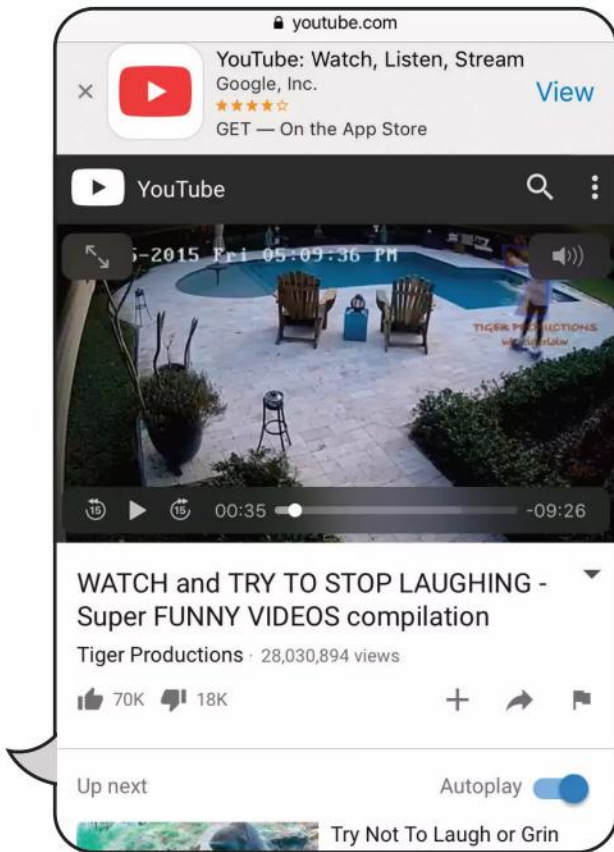 youtube.com
YouTube: Watch, Listen, Stream
Google, Inc.
View
GET — On the App Store
YouTube
-2015 Fri 05:09:36 PM
TIGER PRODUCTIONS
15
15
00:35
-09:26
WATCH and TRY TO STOP LAUGHING -
Super FUNNY VIDEOS compilation
Tiger Productions · 28,030,894 views
70K
18K
Up next
Autoplay
Try Not To Laugh or Grin